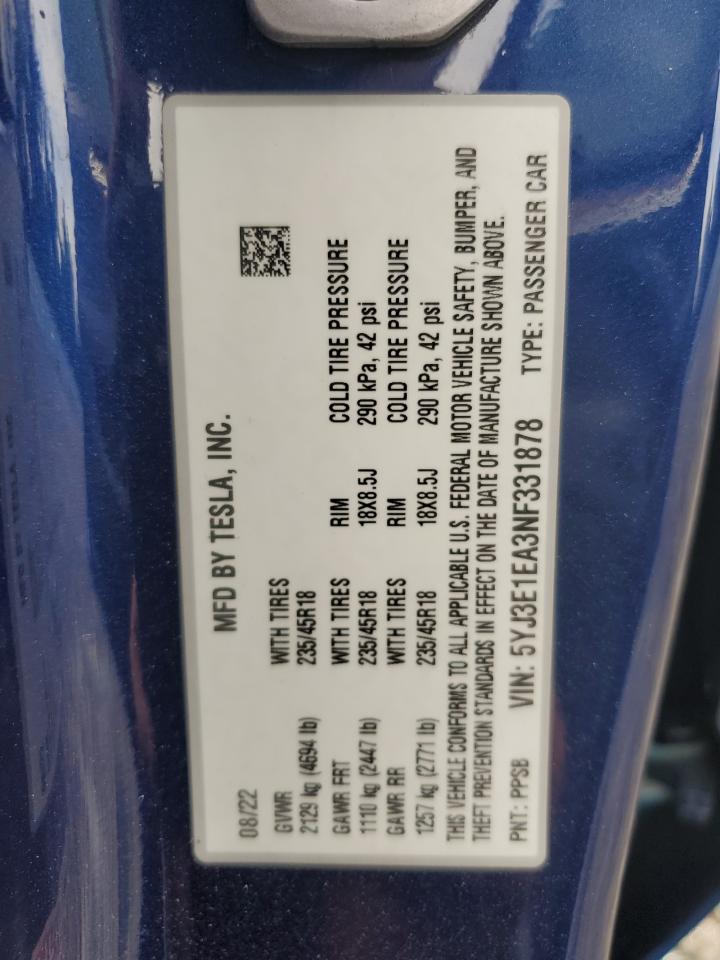 MFD BY TESLA, INC.
08/22
GVWR WITH TIRES
2129 kg (4694 lb) 235/45R18
GAWR FRT WITH TIRES RIM COLD TIRE PRESSURE
1110 kg (2447 lb) 235/45R18 18X8.5J 290 kPa, 42 psi
GAWR RR WITH TIRES RIM COLD TIRE PRESSURE
1257 kg (2771 lb) 235/45R18 18X8.5J 290 kPa, 42 psi
THIS VEHICLE CONFORMS TO ALL APPLICABLE U.S. FEDERAL MOTOR VEHICLE SAFETY, BUMPER, AND
THEFT PREVENTION STANDARDS IN EFFECT ON THE DATE OF MANUFACTURE SHOWN ABOVE.
PNT: PPSB VIN: 5YJ3E1EA3NF331878 TYPE: PASSENGER CAR